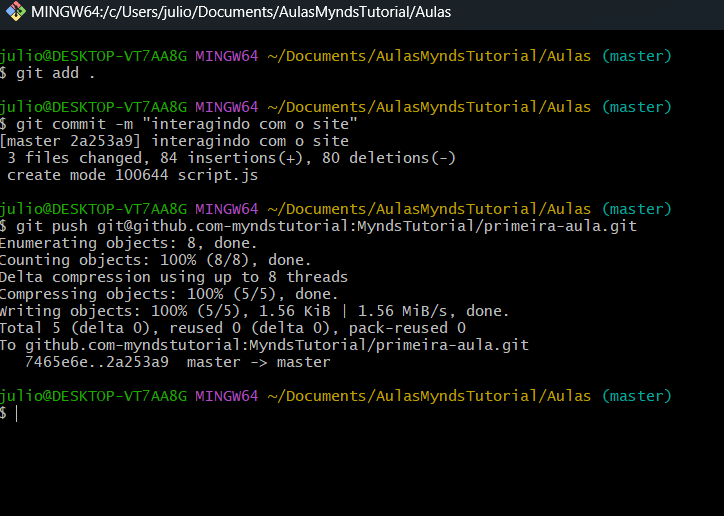 MINGW64:/c/Users/julio/Documents/AulasMyndsTutorial/Aulas
julio@DESKTOP-VT7AA8G MINGW64 ~/Documents/AulasMyndsTutorial/Aulas (master)
$ git add .
julio@DESKTOP-VT7AA8G MINGW64 ~/Documents/AulasMyndsTutorial/Aulas (master)
$ git commit -m "interagindo com o site"
[master 2a253a9] interagindo com o site
3 files changed, 84 insertions(+), 80 deletions(-)
create mode 100644 script.js
julio@DESKTOP-VT7AA8G MINGW64 ~/Documents/AulasMyndsTutorial/Aulas (master)
$ git push git@github.com-myndstutorial:MyndsTutorial/primeira-aula.git
Enumerating objects: 8, done.
Counting objects: 100% (8/8), done.
Delta compression using up to 8 threads
Compressing objects: 100% (5/5), done.
Writing objects: 100% (5/5), 1.56 KiB | 1.56 MiB/s, done.
Total 5 (delta 0), reused 0 (delta 0), pack-reused 0
To github.com-myndstutorial:MyndsTutorial/primeira-aula.git
7465e6e..2a253a9  master -> master
julio@DESKTOP-VT7AA8G MINGW64 ~/Documents/AulasMyndsTutorial/Aulas (master)
$